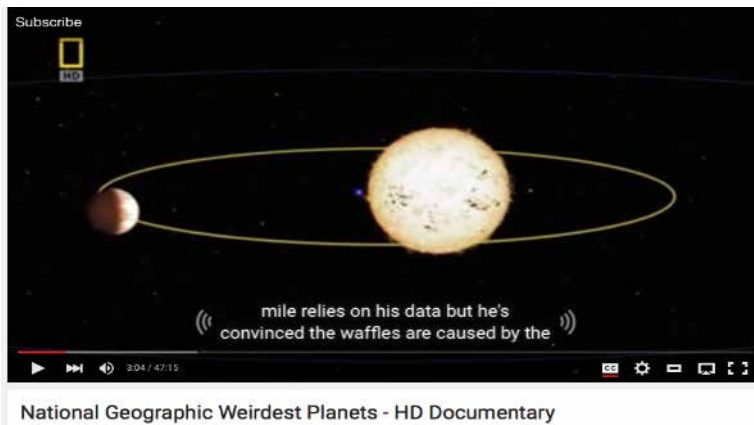 Subscribe
HD
mile relies on his data but he's
convinced the waffles are caused by the
3:04 / 47:15
CC
National Geographic Weirdest Planets - HD Documentary